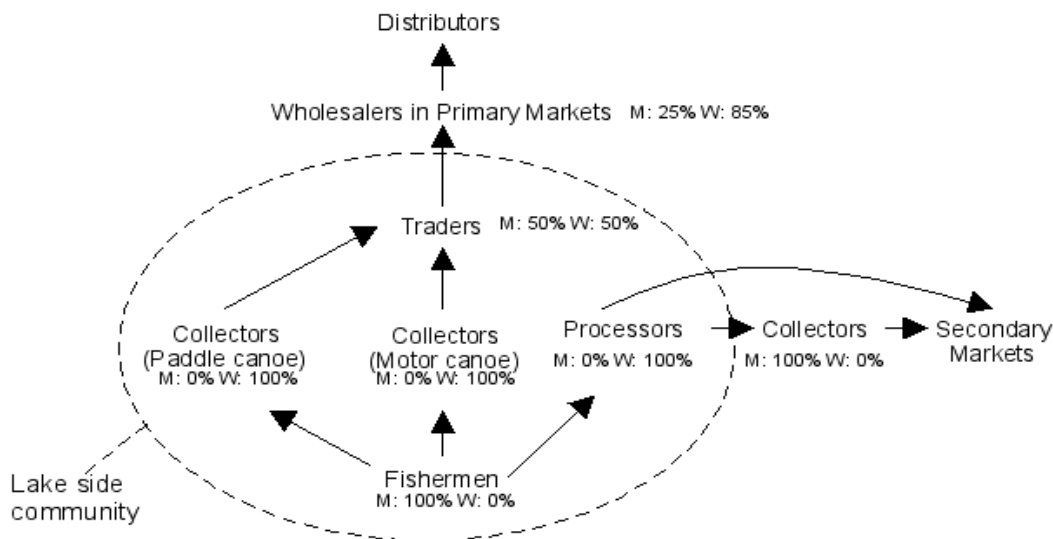 Distributors
Wholesalers in Primary Markets M: 25% W: 85%
Traders M: 50% W: 50%
Collectors
(Paddle canoe)
M: 0% W: 100%
Collectors
(Motor canoe)
M: 0% W: 100%
Processors
M: 0% W: 100%
Collectors
M: 100% W: 0%
Secondary
Markets
Fishermen
M: 100% W: 0%
Lake side
community